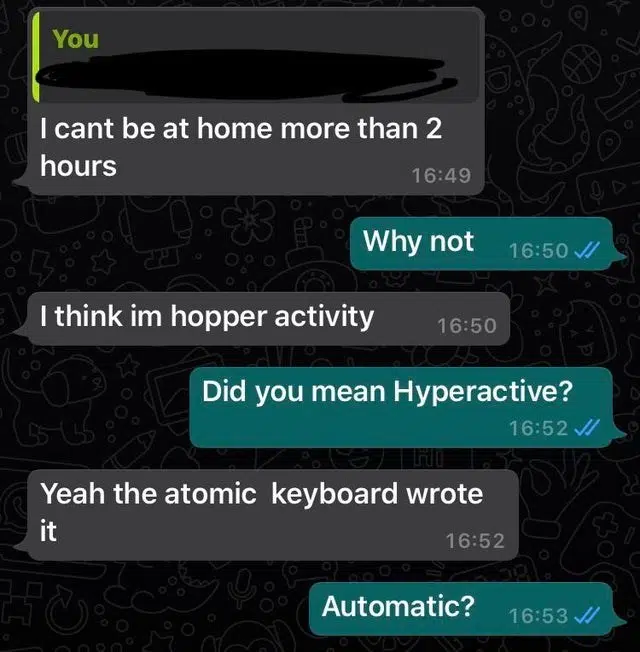 You
I cant be at home more than 2
hours
16:49
Why not
16:50
I think im hopper activity
16:50
Did you mean Hyperactive?
16:52
Yeah the atomic  keyboard wrote
it
16:52
Automatic?
16:53